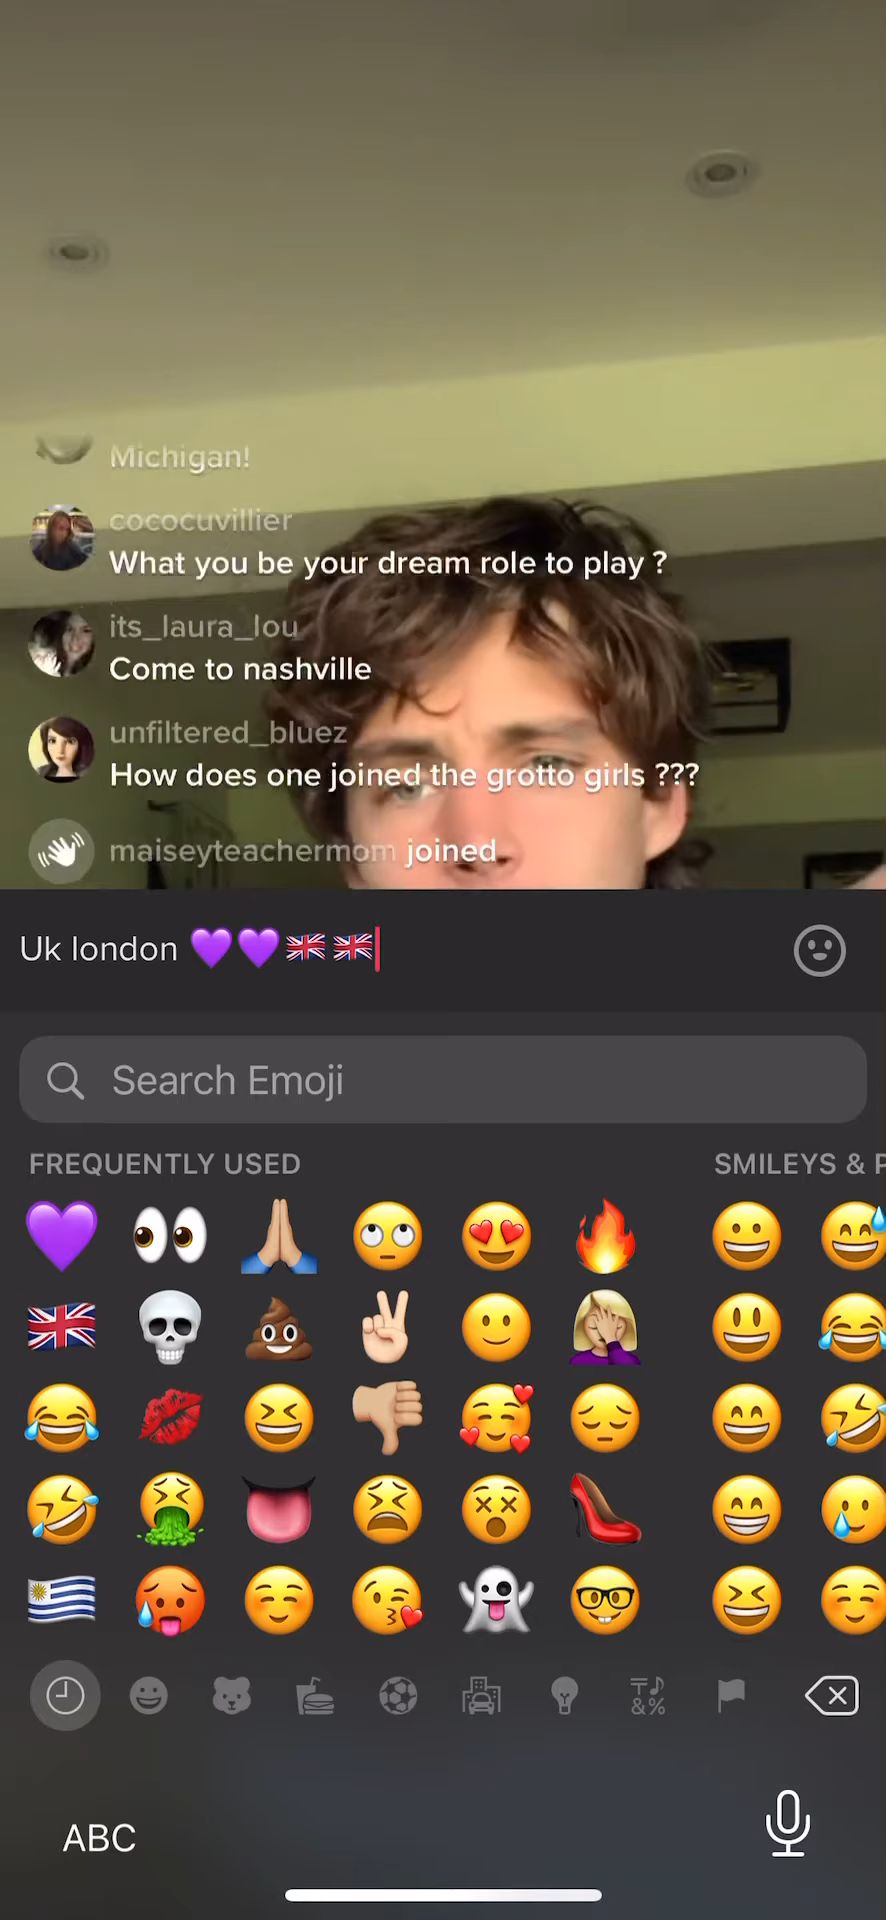 Michigan!
cococuvillier
What you be your dream role to play ?
its_laura_lou
Come to nashville
unfiltered_bluez
How does one joined the grotto girls ???
maiseyteachermom joined
Uk london 💜💜🇬🇧🇬🇧
Search Emoji
FREQUENTLY USED
SMILEYS & P
ABC